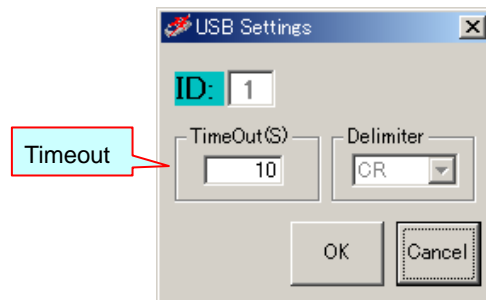 USB Settings
ID: 1
Timeout
TimeOut(S)
10
Delimiter
CR
OK
Cancel